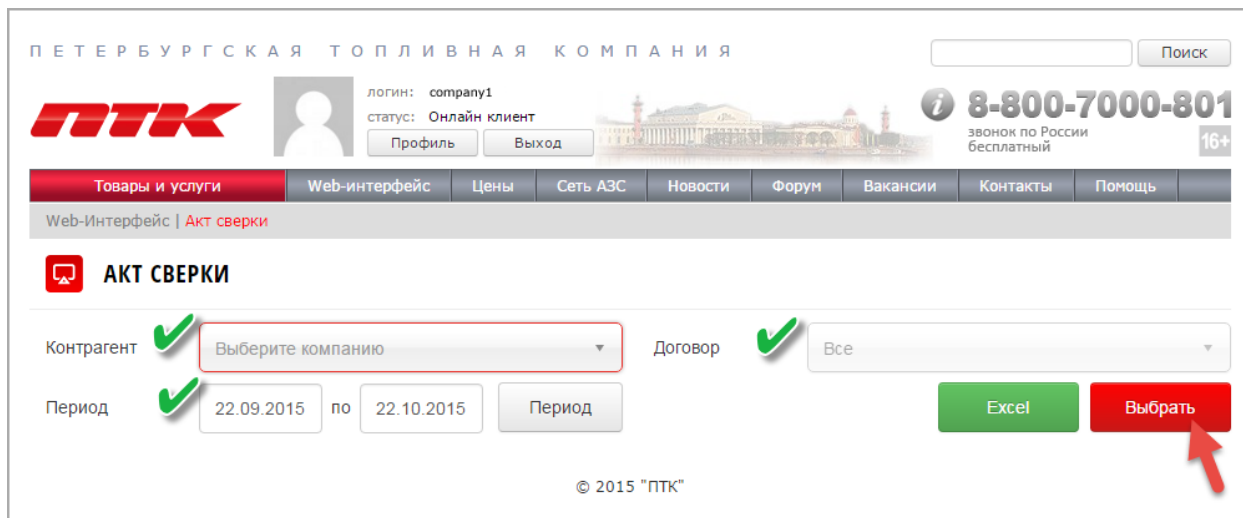 ПЕТЕРБУРГСКАЯ ТОПЛИВНАЯ КОМПАНИЯ
Поиск
ПТК
логин: company1
статус: Онлайн клиент
Профиль Выход
8-800-7000-801
звонок по России
бесплатный
16+
Товары и услуги Web-интерфейс Цены Сеть АЗС Новости Форум Вакансии Контакты Помощь
Web-Интерфейс | Акт сверки
АКТ СВЕРКИ
Контрагент Выберите компанию Договор Все
Период 22.09.2015 по 22.10.2015 Период Excel Выбрать
© 2015 "ПТК"